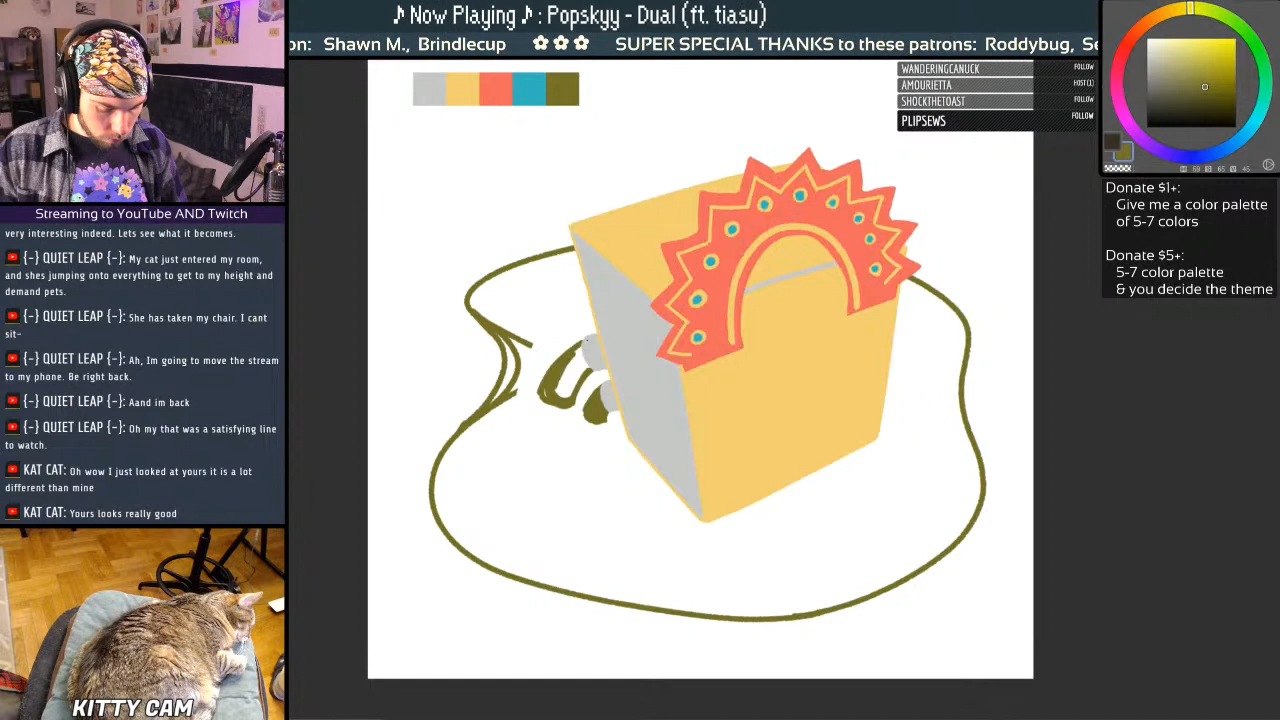 ♪ Now Playing ♪ : Popskyy - Dual (ft. tiasu)
on: Shawn M., Brindlecup ✿ ✿ ✿ SUPER SPECIAL THANKS to these patrons: Roddybug, Se
WANDERINGCANUCK FOLLOW
AMOURIETTA HOST(1)
SHOCKTHETOAST FOLLOW
PLIPSEWS FOLLOW
Donate $1+:
Give me a color palette
of 5-7 colors
Donate $5+:
5-7 color palette
& you decide the theme
Streaming to YouTube AND Twitch
very interesting indeed. Lets see what it becomes.
{-} QUIET LEAP {-}: My cat just entered my room,
and shes jumping onto everything to get to my height and
demand pets.
{-} QUIET LEAP {-}: She has taken my chair. I cant
sit-
{-} QUIET LEAP {-}: Ah, Im going to move the stream
to my phone. Be right back.
{-} QUIET LEAP {-}: Aand im back
{-} QUIET LEAP {-}: Oh my that was a satisfying line
to watch.
KAT CAT: Oh wow I just looked at yours it is a lot
different than mine
KAT CAT: Yours looks really good
KITTY CAM